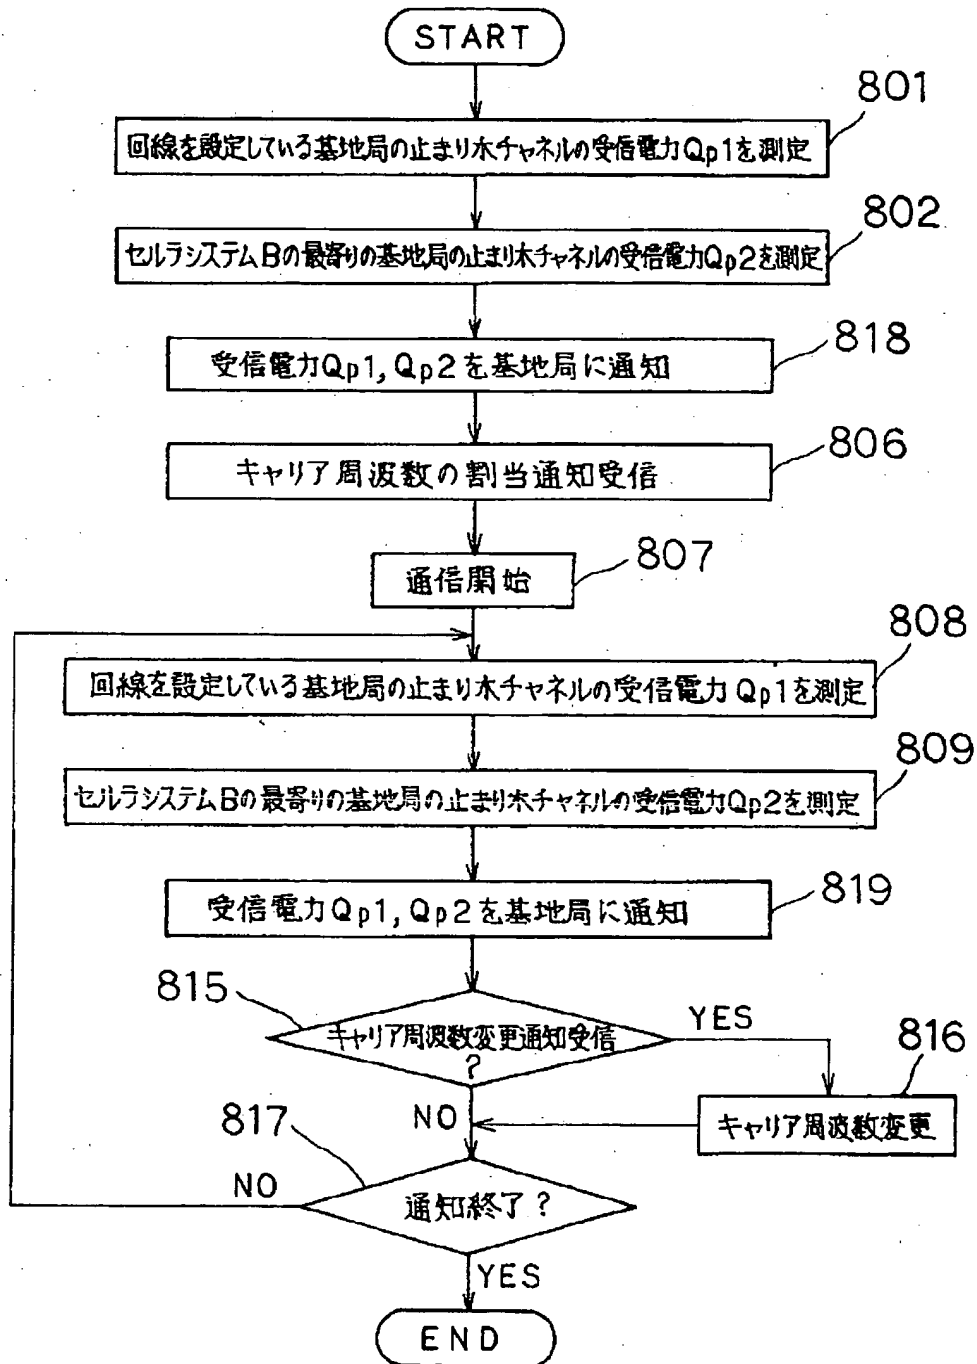 START
801
回線を設定している基地局の止まり木チャネルの受信電力Qp1を測定
802
セルラシステムBの最寄りの基地局の止まり木チャネルの受信電力Qp2を測定
818
受信電力Qp1, Qp2を基地局に通知
806
キャリア周波数の割当通知受信
807
通信開始
808
回線を設定している基地局の止まり木チャネルの受信電力Qp1を測定
809
セルラシステムBの最寄りの基地局の止まり木チャネルの受信電力Qp2を測定
819
受信電力Qp1, Qp2を基地局に通知
815
キャリア周波数変更通知受信
?
YES
816
キャリア周波数変更
NO
817
通知終了?
NO
YES
END